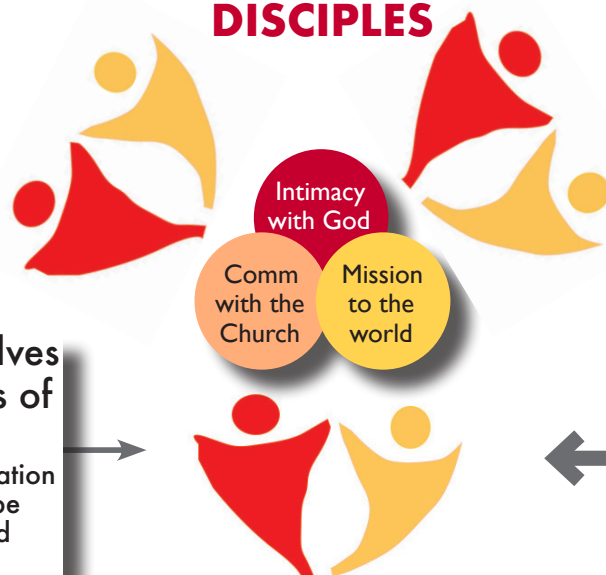 DISCIPLES
Intimacy
with God
Comm
with the
Church
Mission
to the
world
lves
s of
ation
be
d